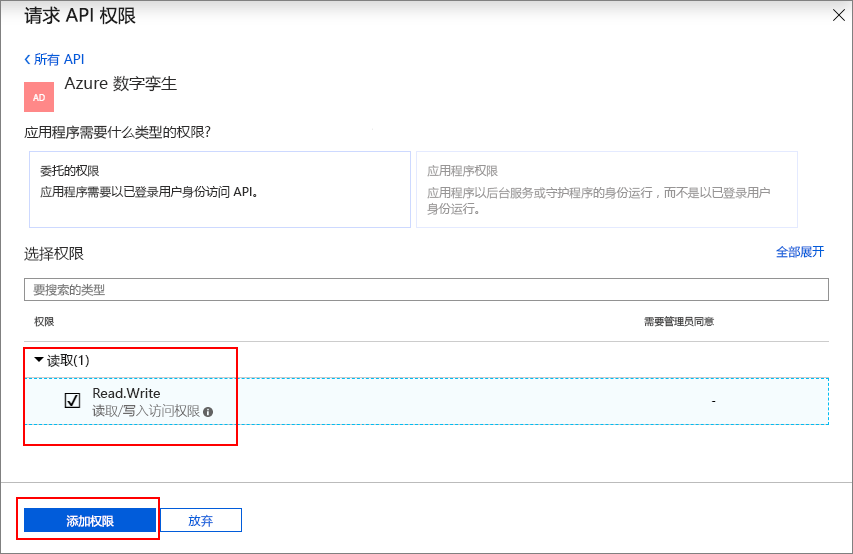 请求 API 权限
所有 API
AD
Azure 数字孪生
应用程序需要什么类型的权限?
委托的权限
应用程序需要以已登录用户身份访问 API。
应用程序权限
应用程序以后台服务或守护程序的身份运行，而不是以已登录用户
身份运行。
选择权限
全部展开
要搜索的类型
权限
需要管理员同意
读取(1)
Read.Write
读取/写入访问权限
-
添加权限
放弃